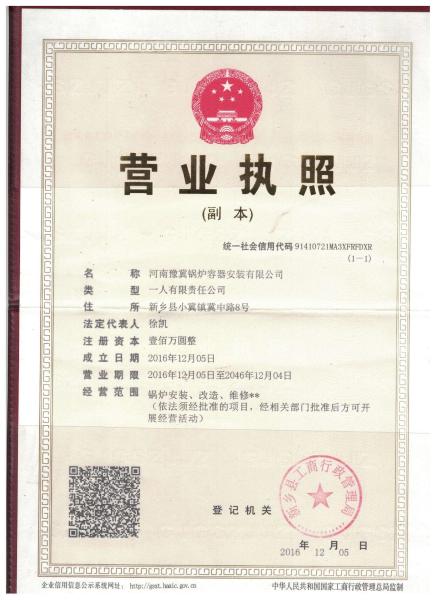 营业执照
(副 本)
统一社会信用代码 91410721MA3XFRFDXR
(1-1)
名 称 河南豫冀锅炉容器安装有限公司
类 型 一人有限责任公司
住 所 新乡县小冀镇冀中路8号
法定代表人 徐凯
注册资本 壹佰万圆整
成立日期 2016年12月05日
营业期限 2016年12月05日至2046年12月04日
经营范围 锅炉安装、改造、维修**
(依法须经批准的项目，经相关部门批准后方可开
展经营活动)
新乡县工商行政管理局
登记机关
2016 年 12 月 05 日
企业信用信息公示系统网址： http://gsxt.haaic.gov.cn
中华人民共和国国家工商行政管理总局监制